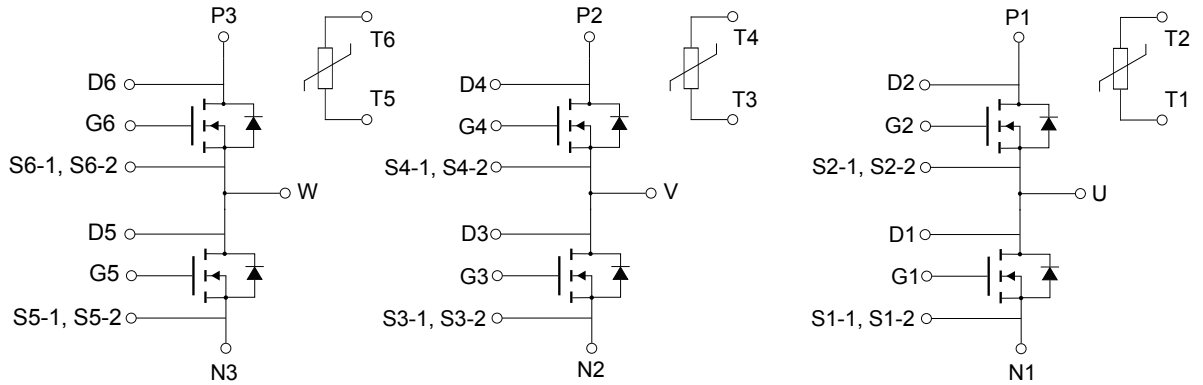 P3
T6
D6
T5
G6
S6-1, S6-2
W
D5
G5
S5-1, S5-2
N3
P2
T4
D4
T3
G4
S4-1, S4-2
V
D3
G3
S3-1, S3-2
N2
P1
T2
D2
T1
G2
S2-1, S2-2
U
D1
G1
S1-1, S1-2
N1